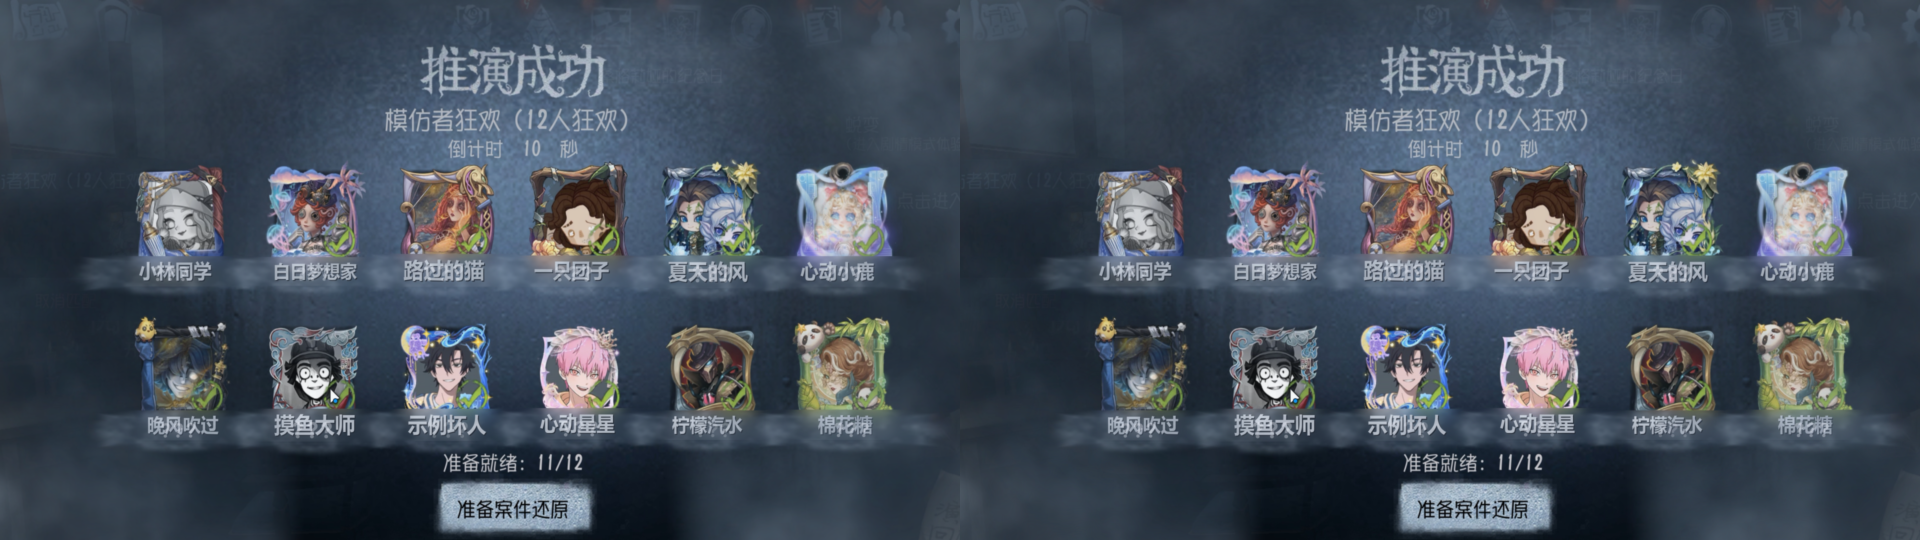 推演成功
模仿者狂欢（12人狂欢）
倒计时 10 秒
小林同学 白日梦想家 路过的猫 一只团子 夏天的风 心动小鹿
晚风吹过 摸鱼大师 示例坏人 心动星星 柠檬汽水 棉花糖
准备就绪：11/12
准备案件还原
推演成功
模仿者狂欢（12人狂欢）
倒计时 10 秒
小林同学 白日梦想家 路过的猫 一只团子 夏天的风 心动小鹿
晚风吹过 摸鱼大师 示例坏人 心动星星 柠檬汽水 棉花糖
准备就绪：11/12
准备案件还原